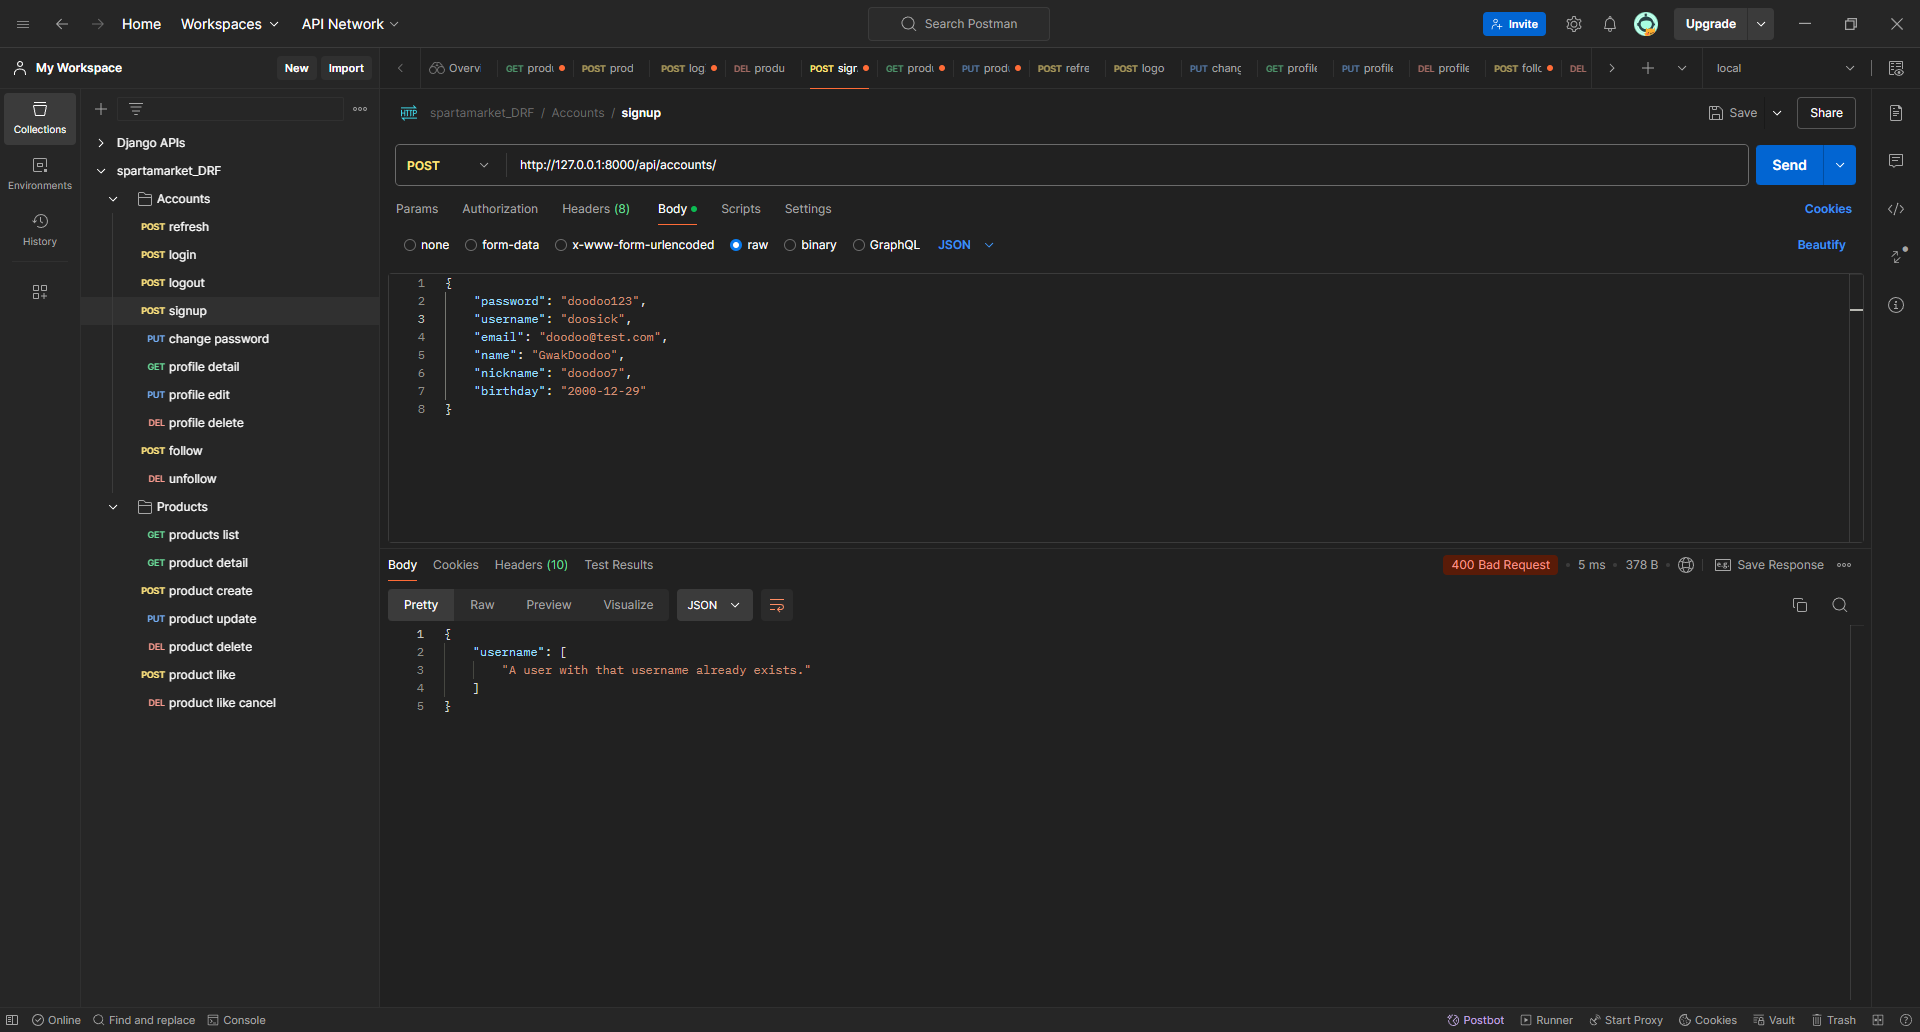 Home Workspaces API Network Search Postman Invite Upgrade
My Workspace New Import Overvi GET produ POST prod POST log DEL produ POST sign GET produ PUT produ POST refre POST logo PUT chang GET profile PUT profile DEL profile POST follo DEL local
Collections
Environments
History
Django APIs
spartamarket_DRF
Accounts
POST refresh
POST login
POST logout
POST signup
PUT change password
GET profile detail
PUT profile edit
DEL profile delete
POST follow
DEL unfollow
Products
GET products list
GET product detail
POST product create
PUT product update
DEL product delete
POST product like
DEL product like cancel
HTTP spartamarket_DRF / Accounts / signup Save Share
POST http://127.0.0.1:8000/api/accounts/ Send
Params Authorization Headers (8) Body Scripts Settings Cookies
none form-data x-www-form-urlencoded raw binary GraphQL JSON Beautify
1 {
2 "password": "doodoo123",
3 "username": "doosick",
4 "email": "doodoo@test.com",
5 "name": "GwakDoodoo",
6 "nickname": "doodoo7",
7 "birthday": "2000-12-29"
8 }
Body Cookies Headers (10) Test Results 400 Bad Request • 5 ms • 378 B • e.g. Save Response
Pretty Raw Preview Visualize JSON
1 {
2 "username": [
3 "A user with that username already exists."
4 ]
5 }
Online Find and replace Console Postbot Runner Start Proxy Cookies Vault Trash